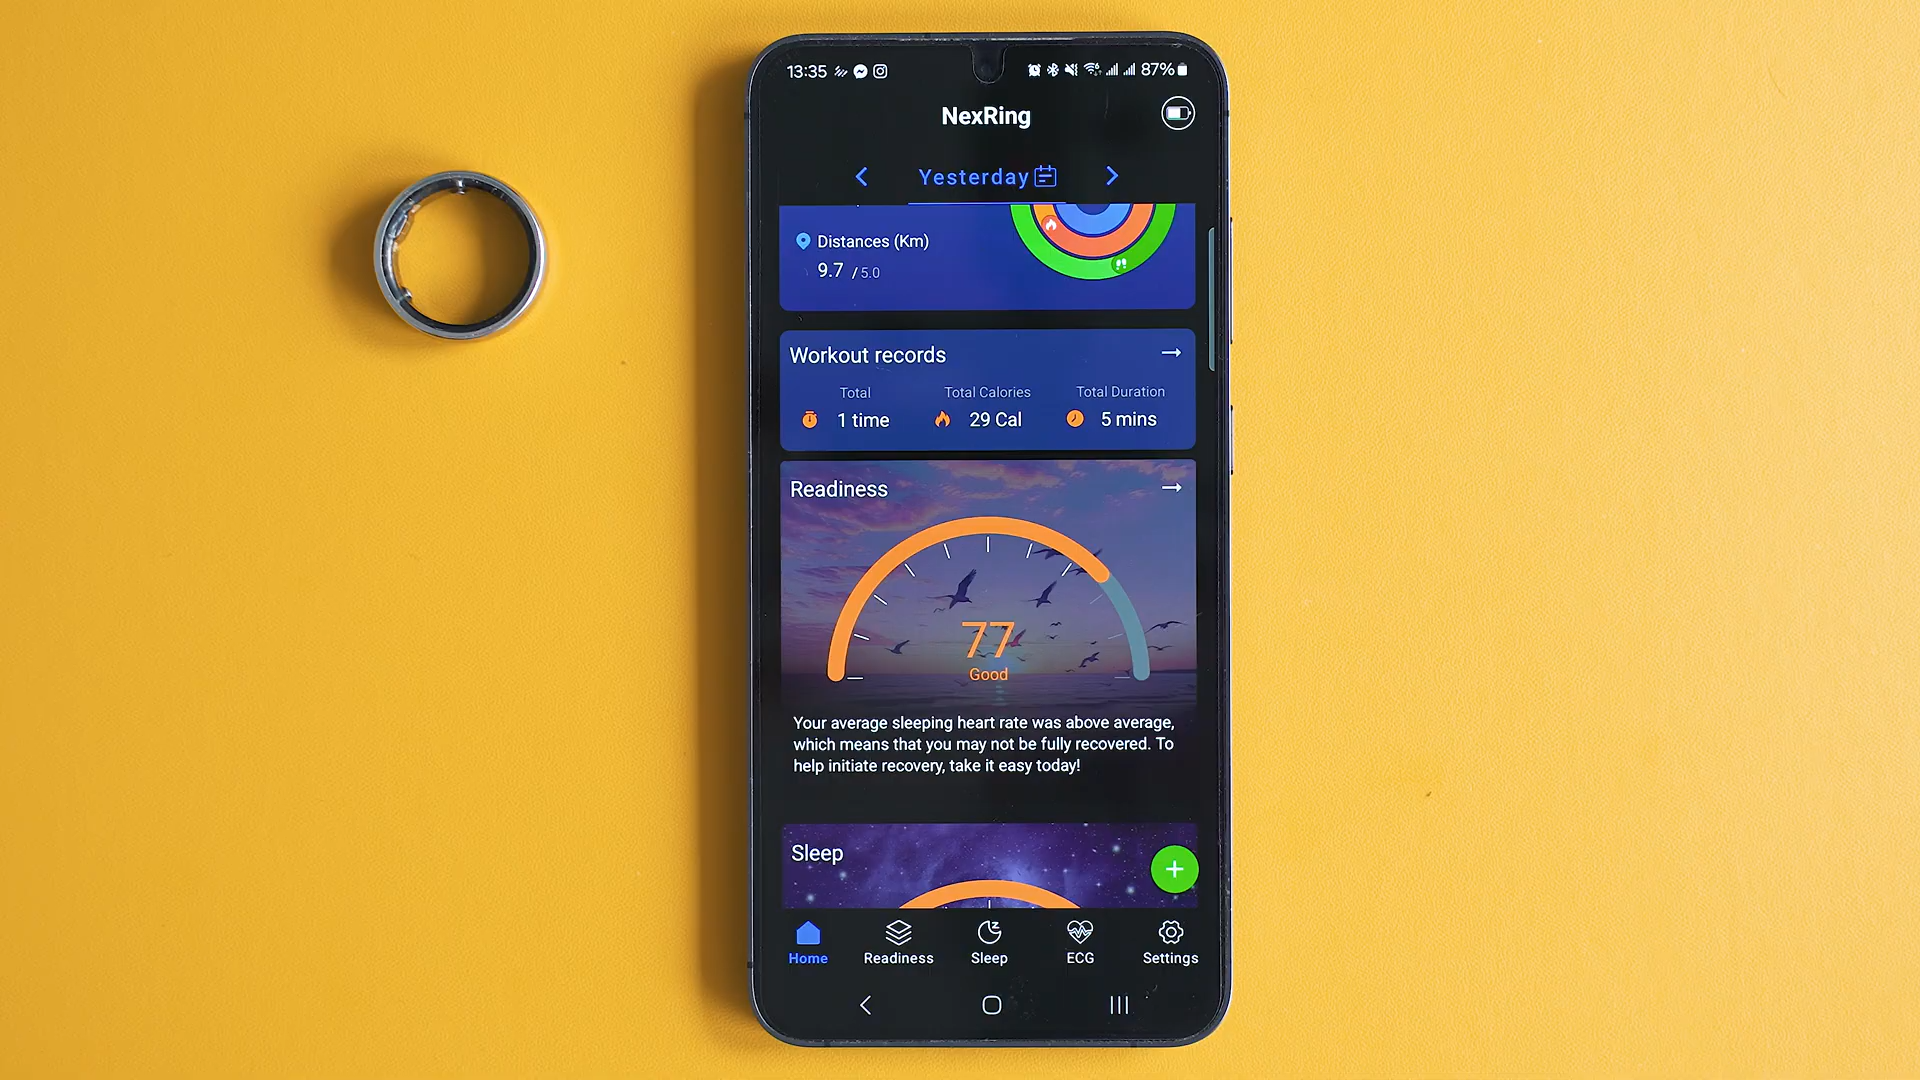 13:35 87%
NexRing
Yesterday
Distances (Km)
9.7 / 5.0
Workout records
Total Total Calories Total Duration
1 time 29 Cal 5 mins
Readiness
77
Good
Your average sleeping heart rate was above average,
which means that you may not be fully recovered. To
help initiate recovery, take it easy today!
Sleep
+
Home Readiness Sleep ECG Settings